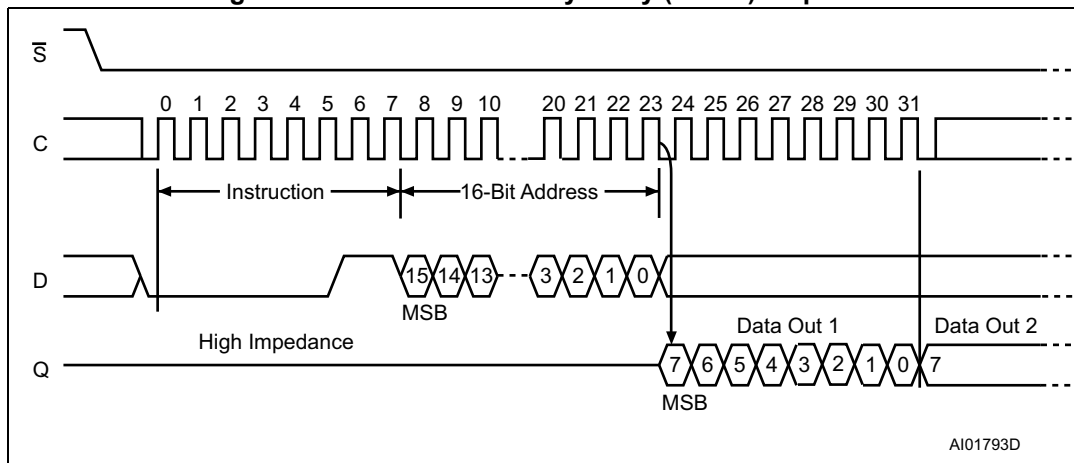 S
0 1 2 3 4 5 6 7 8 9 10 20 21 22 23 24 25 26 27 28 29 30 31
C
Instruction 16-Bit Address
D 15 14 13 3 2 1 0
MSB
High Impedance Data Out 1 Data Out 2
Q 7 6 5 4 3 2 1 0 7
MSB
AI01793D